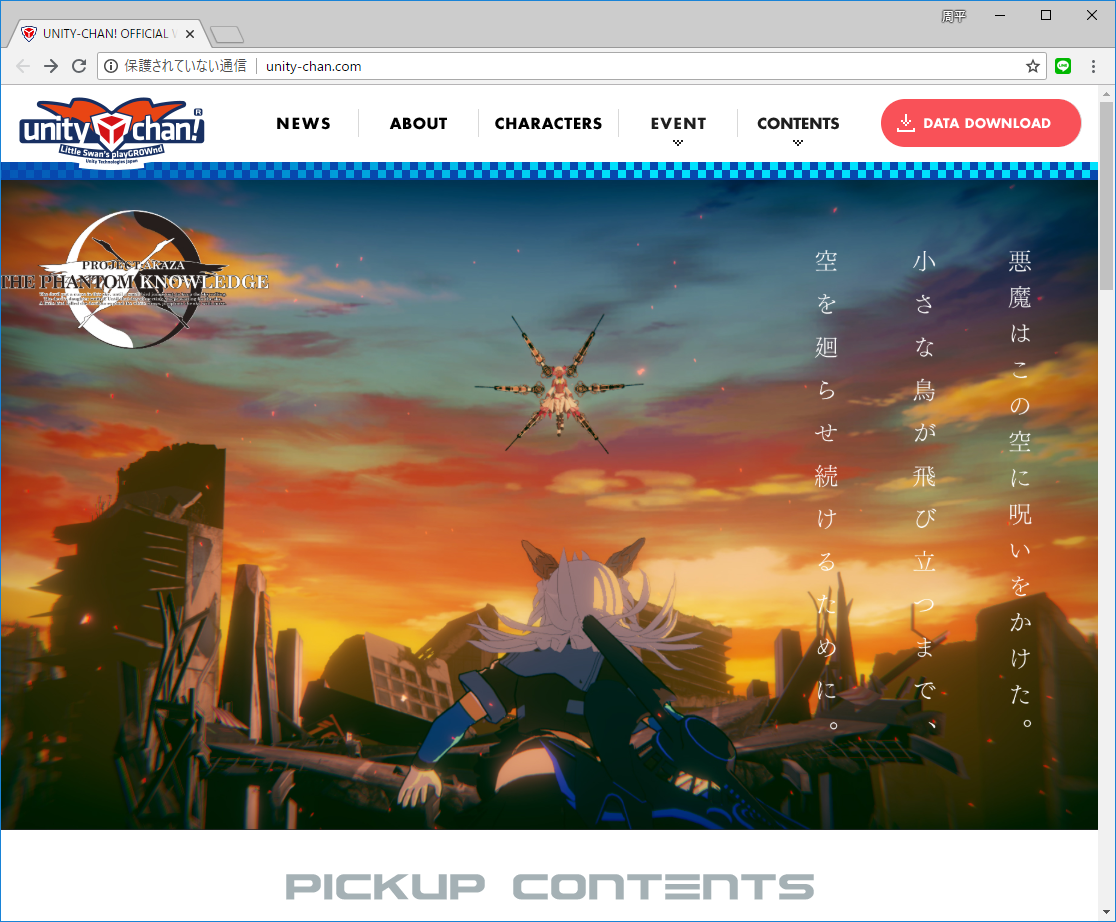 周平
UNITY-CHAN! OFFICIAL
保護されていない通信
unity-chan.com
unity-chan!®
Little Swan's playGROWnd
Unity Technologies Japan
NEWS
ABOUT
CHARACTERS
EVENT
CONTENTS
DATA DOWNLOAD
PROJECT AKAZA
THE PHANTOM KNOWLEDGE
悪魔はこの空に呪いをかけた。
小さな鳥が飛び立つまで、
空を廻らせ続けるために。
PICKUP CONTENTS